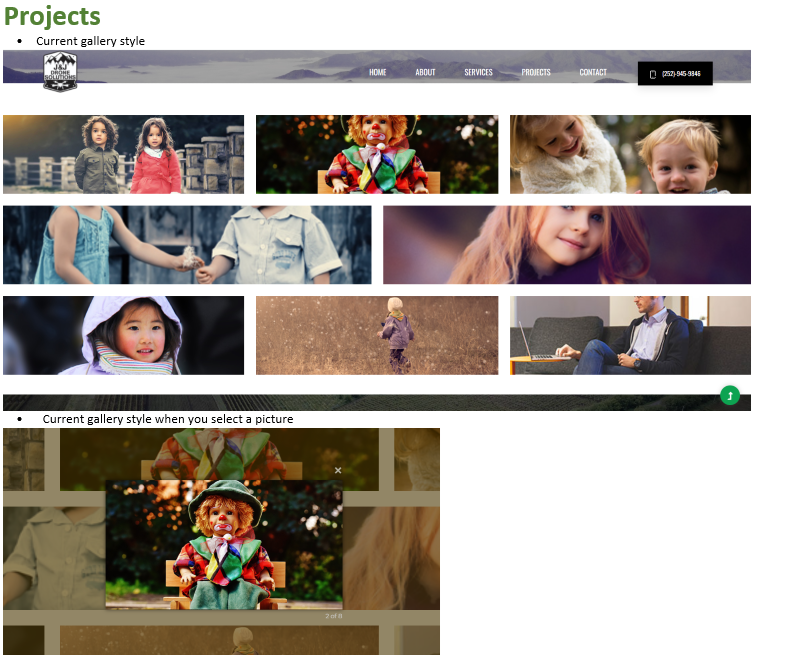 Projects
• Current gallery style
J&J
DRONE
SOLUTIONS
HOME ABOUT SERVICES PROJECTS CONTACT (252)-945-9846
• Current gallery style when you select a picture
×
2 of 8